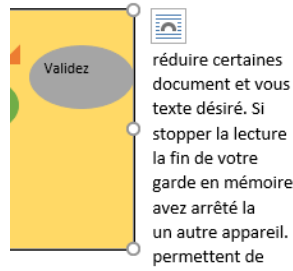 Validez
réduire certaines
document et vous
texte désiré. Si
stopper la lecture
la fin de votre
garde en mémoire
avez arrêté la
un autre appareil.
permettent de